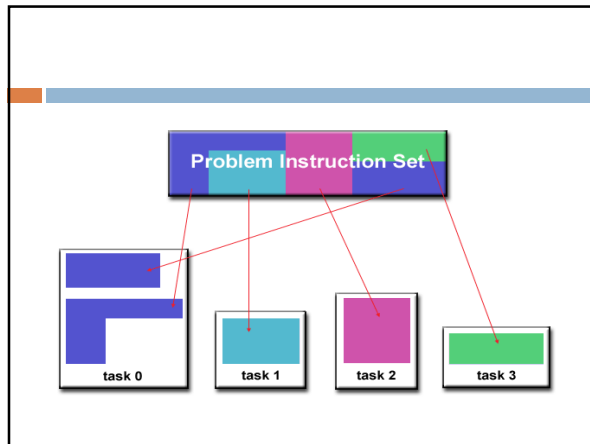 Problem Instruction Set
task 0
task 1
task 2
task 3